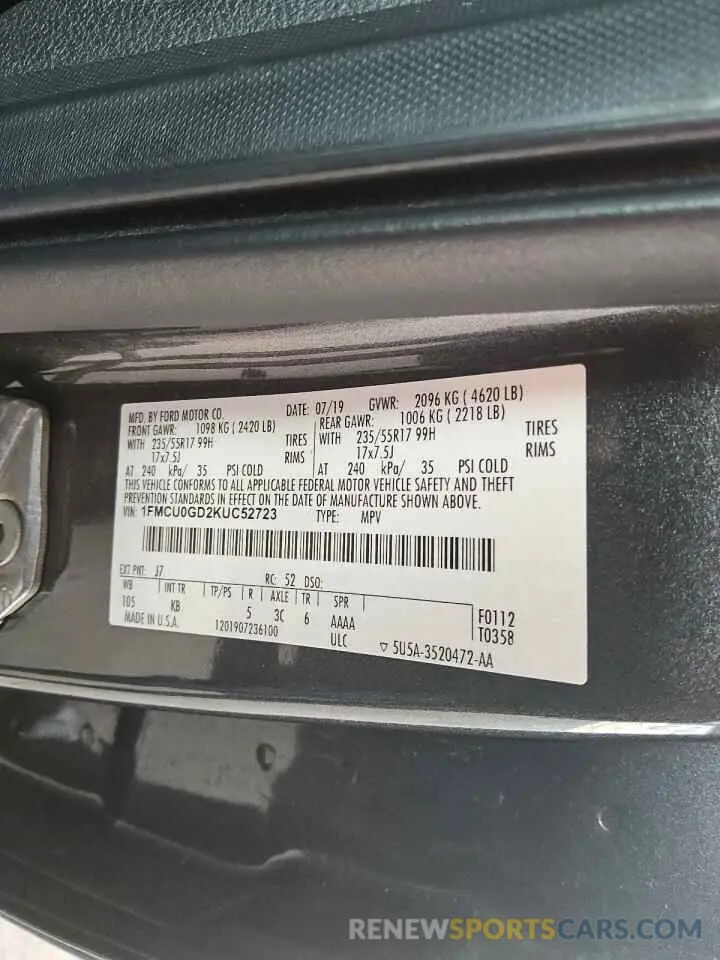 MFD. BY FORD MOTOR CO. DATE: 07/19 GVWR: 2096 KG ( 4620 LB)
FRONT GAWR: 1098 KG ( 2420 LB) REAR GAWR: 1006 KG ( 2218 LB)
WITH 235/55R17 99H TIRES WITH 235/55R17 99H TIRES
17x7.5J RIMS 17x7.5J RIMS
AT 240 kPa/ 35 PSI COLD AT 240 kPa/ 35 PSI COLD
THIS VEHICLE CONFORMS TO ALL APPLICABLE FEDERAL MOTOR VEHICLE SAFETY AND THEFT
PREVENTION STANDARDS IN EFFECT ON THE DATE OF MANUFACTURE SHOWN ABOVE.
VIN: 1FMCU0GD2KUC52723 TYPE: MPV
EXT PNT: J7 RC: 52 DSO:
WB INT TR TP/PS R AXLE TR SPR
105 KB 5 3C 6 AAAA F0112
MADE IN U.S.A. 1201907236100 ULC T0358
▽ 5U5A-3520472-AA
RENEWSPORTSCARS.COM